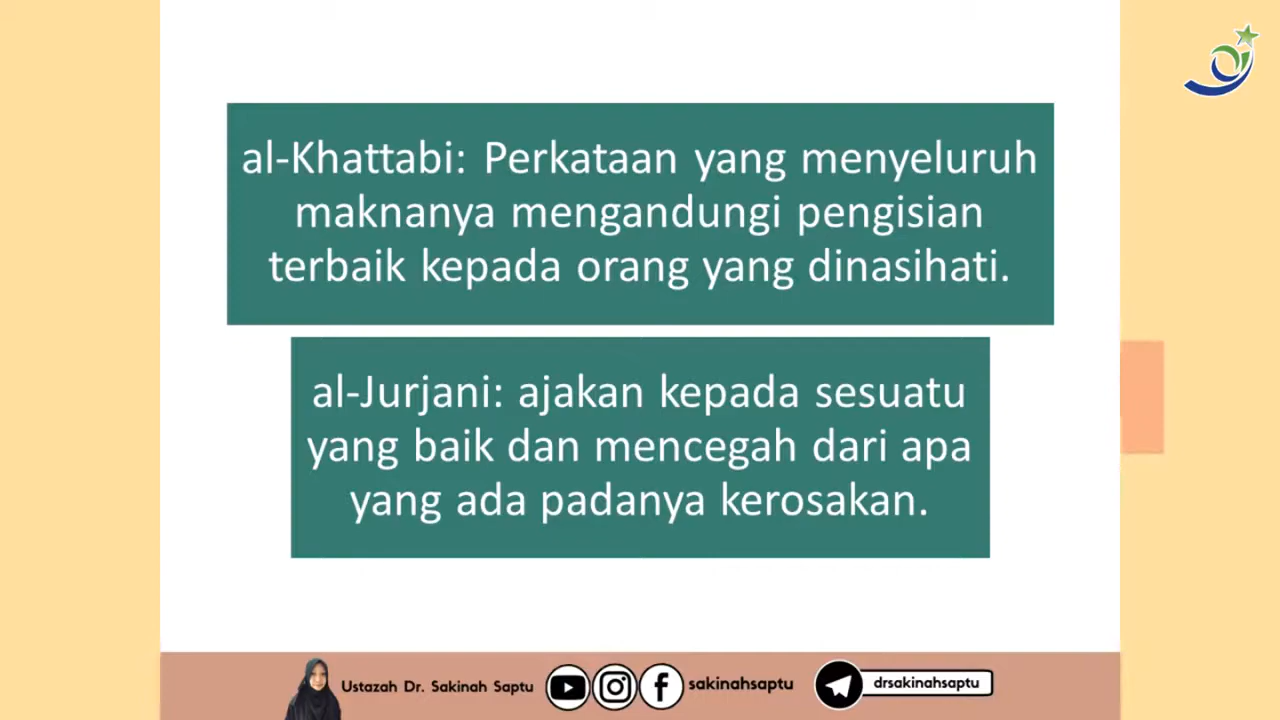 al-Khattabi: Perkataan yang menyeluruh
maknanya mengandungi pengisian
terbaik kepada orang yang dinasihati.
al-Jurjani: ajakan kepada sesuatu
yang baik dan mencegah dari apa
yang ada padanya kerosakan.
Ustazah Dr. Sakinah Saptu
sakinahsaptu
drsakinahsaptu